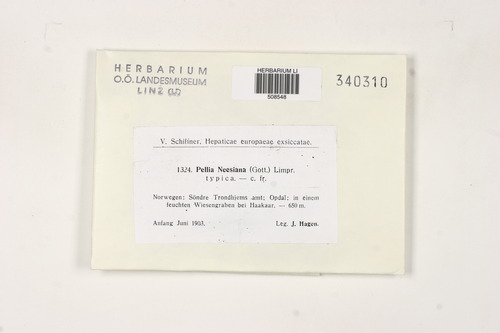 HERBARIUM
O.Ö. LANDESMUSEUM
LINZ (LI)
HERBARIUM LI
508548
340310
V. Schiffner, Hepaticae europaeae exsiccatae.
1324. Pellia Neesiana (Gott.) Limpr.
typica. — c. fr.
Norwegen: Söndre Trondhjems amt; Opdal; in einem
feuchten Wiesengraben bei Haakaar. — 650 m.
Anfang Juni 1903. Leg. J. Hagen.